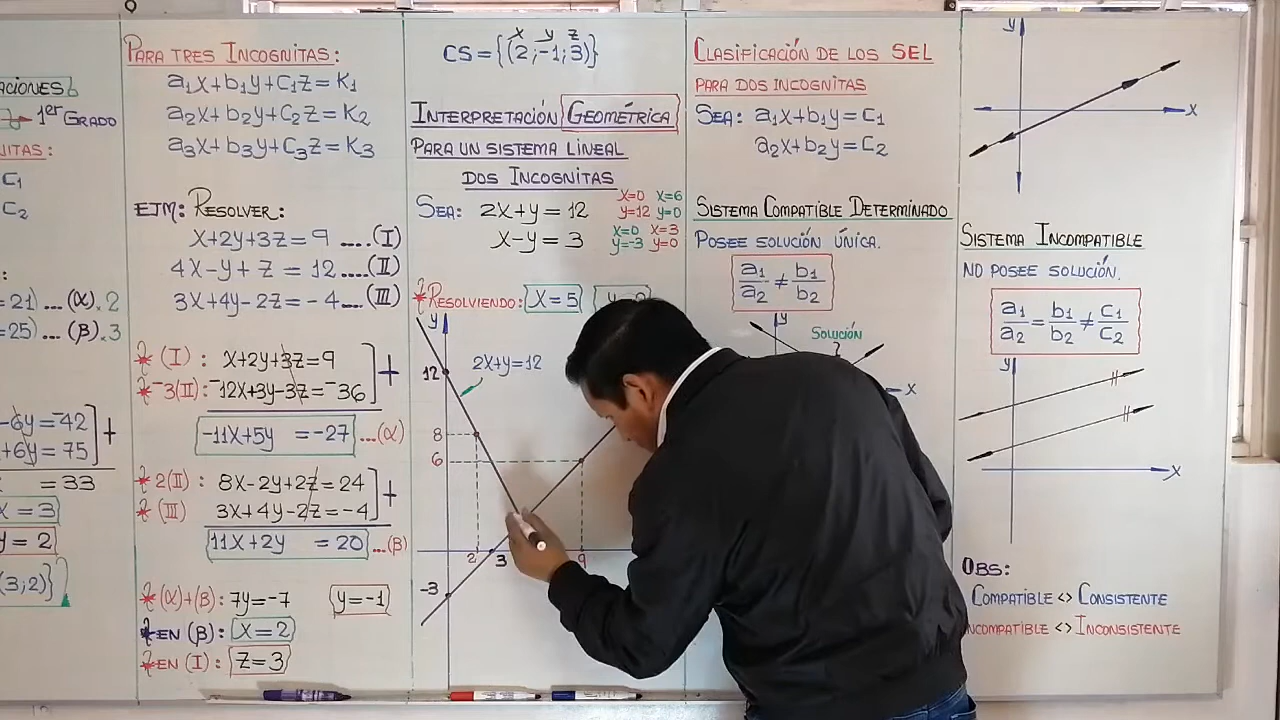 ACIONES
1er GRADO
C1
C2
=21) ... (α).2
=25) ... (β).3
-6y=-42
+6y=75
+
=33
x=3
y=2
(3;2)}
PARA TRES INCOGNITAS:
a1x+b1y+c1z=K1
a2x+b2y+c2z=K2
a3x+b3y+c3z=K3
EJM: RESOLVER:
x+2y+3z=9 ....(I)
4x-y+z=12....(II)
3x+4y-2z=-4...(III)
* (I): x+2y+3z=9
*-3(II): -12x+3y-3z=-36
+
-11x+5y =-27 ...(α)
* 2(II): 8x-2y+2z=24
* (III) 3x+4y-2z=-4
+
11x+2y =20 ...(β)
*(α)+(β): 7y=-7 y=-1
*EN (β): x=2
*EN (I): z=3
x y z
CS={(2;-1;3)}
INTERPRETACIÓN GEOMÉTRICA
PARA UN SISTEMA LINEAL
DOS INCOGNITAS
SEA: 2x+y=12
x-y=3
x=0 x=6
y=12 y=0
x=0 x=3
y=-3 y=0
*RESOLVIENDO: x=5
y
12
2x+y=12
8
6
2
3
9
-3
CLASIFICACIÓN DE LOS SEL
PARA DOS INCOGNITAS
SEA: a1x+b1y=c1
a2x+b2y=c2
SISTEMA COMPATIBLE DETERMINADO
POSEE SOLUCIÓN ÚNICA.
a1/a2 ≠ b1/b2
y
SOLUCIÓN
x
y
x
SISTEMA INCOMPATIBLE
NO POSEE SOLUCIÓN.
a1/a2 = b1/b2 ≠ c1/c2
y
x
OBS:
COMPATIBLE <> CONSISTENTE
INCOMPATIBLE <> INCONSISTENTE